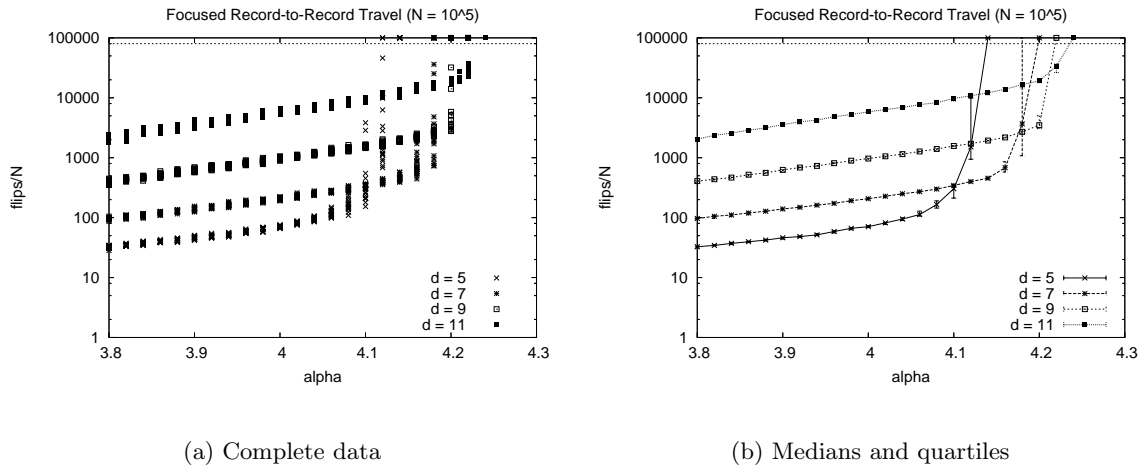 Focused Record-to-Record Travel (N = 10^5)
100000
10000
1000
100
10
1
flips/N
d = 5
d = 7
d = 9
d = 11
3.8
3.9
4
4.1
4.2
4.3
alpha
(a) Complete data
Focused Record-to-Record Travel (N = 10^5)
100000
10000
1000
100
10
1
flips/N
d = 5
d = 7
d = 9
d = 11
3.8
3.9
4
4.1
4.2
4.3
alpha
(b) Medians and quartiles